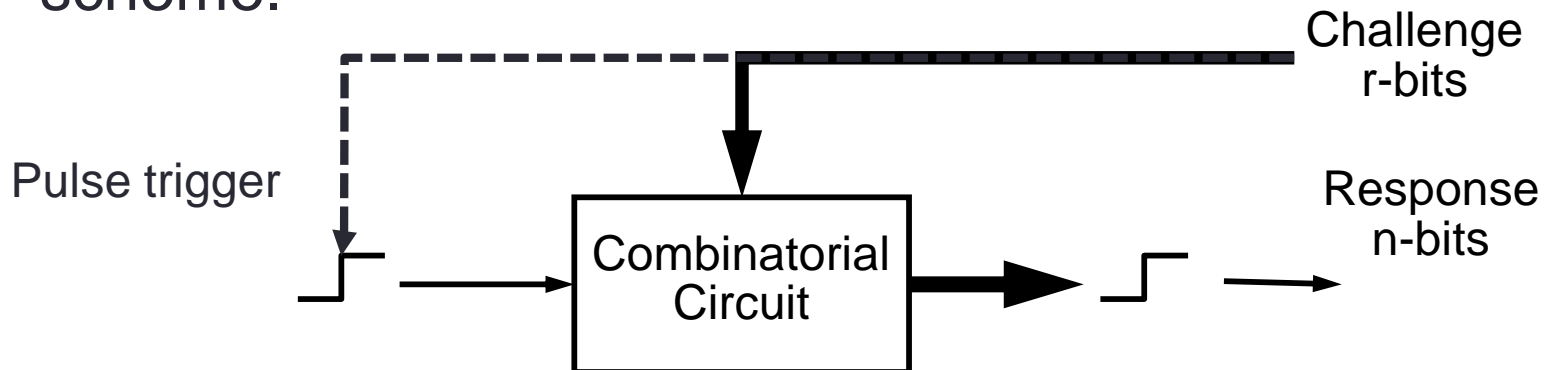 Challenge
r-bits
Pulse trigger
Response
n-bits
Combinatorial
Circuit